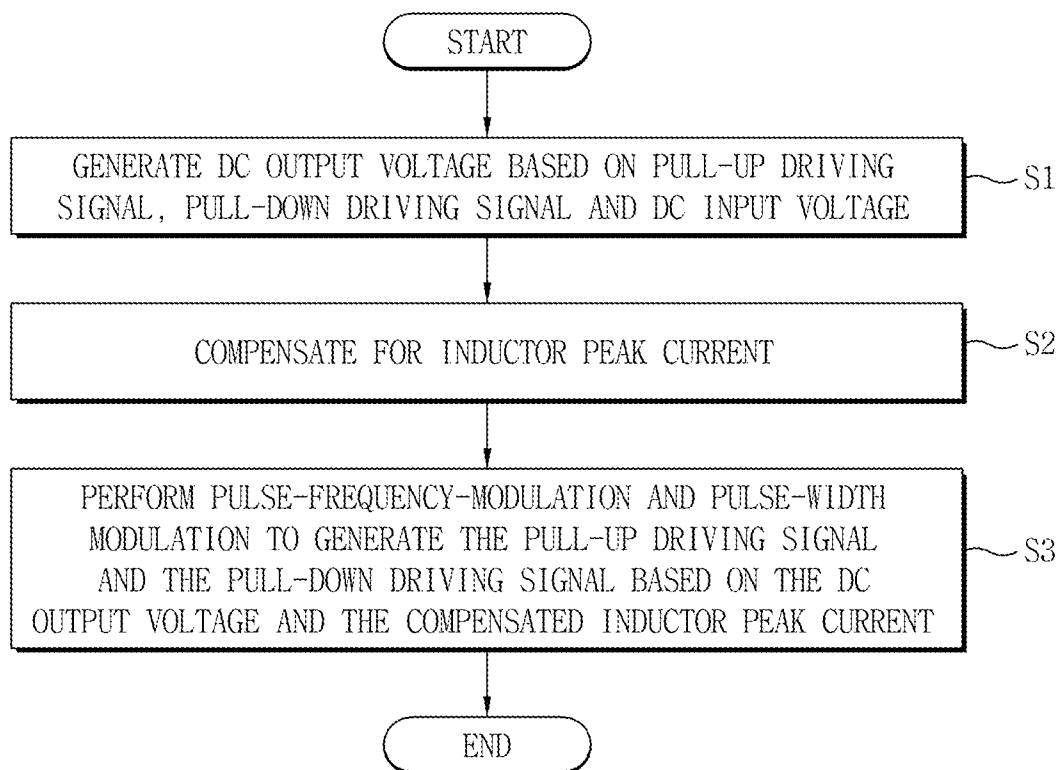 START
GENERATE DC OUTPUT VOLTAGE BASED ON PULL-UP DRIVING
SIGNAL, PULL-DOWN DRIVING SIGNAL AND DC INPUT VOLTAGE
S1
COMPENSATE FOR INDUCTOR PEAK CURRENT
S2
PERFORM PULSE-FREQUENCY-MODULATION AND PULSE-WIDTH
MODULATION TO GENERATE THE PULL-UP DRIVING SIGNAL
AND THE PULL-DOWN DRIVING SIGNAL BASED ON THE DC
OUTPUT VOLTAGE AND THE COMPENSATED INDUCTOR PEAK CURRENT
S3
END